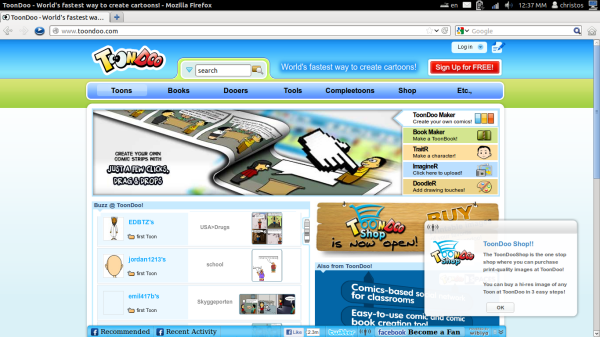 ToonDoo - World's fastest way to create cartoons! - Mozilla Firefox
en
12:37 MM
christos
ToonDoo - World's fastest way t...
www.toondoo.com
Google
Log in
TOONDOO
search
World's fastest way to create cartoons!
Sign Up for FREE!
Toons
Books
Dooers
Tools
Compleetoons
Shop
Etc.,
CREATE YOUR OWN
COMIC STRIPS WITH
JUST A FEW CLICKS,
DRAG & DROPS
ToonDoo Maker
Create your own comics!
Book Maker
Make a ToonBook!
TraitR
Make a character!
ImagineR
Click here to upload!
DoodleR
Add drawing touches!
Buzz @ ToonDoo!
EDBTZ's
first Toon
USA>Drugs
jordan1213's
first Toon
school
emil417b's
first Toon
Skyggeporten
TOONDOO
Shop
is now open!
BUY
Also from ToonDoo!
Comics-based
for classrooms
Easy-to-use comic and comic
book creation tool
TOONDOO
Shop
ToonDoo Shop!!
The ToonDooShop is the one stop
shop where you can purchase
print-quality images at ToonDoo!
You can buy a hi-res image of any
Toon at ToonDoo in 3 easy steps!
OK
Recommended
Recent Activity
Like
2.3m
facebook
Become a Fan